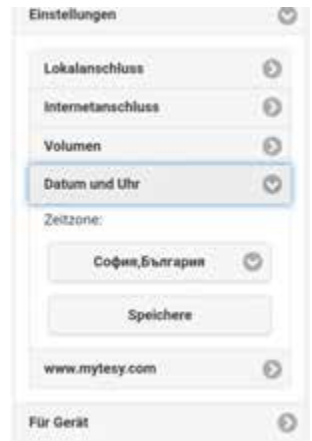 Einstellungen
Lokalanschluss
Internetanschluss
Volumen
Datum und Uhr
Zeitzone:
София,България
Speichere
www.mytesy.com
Für Gerät